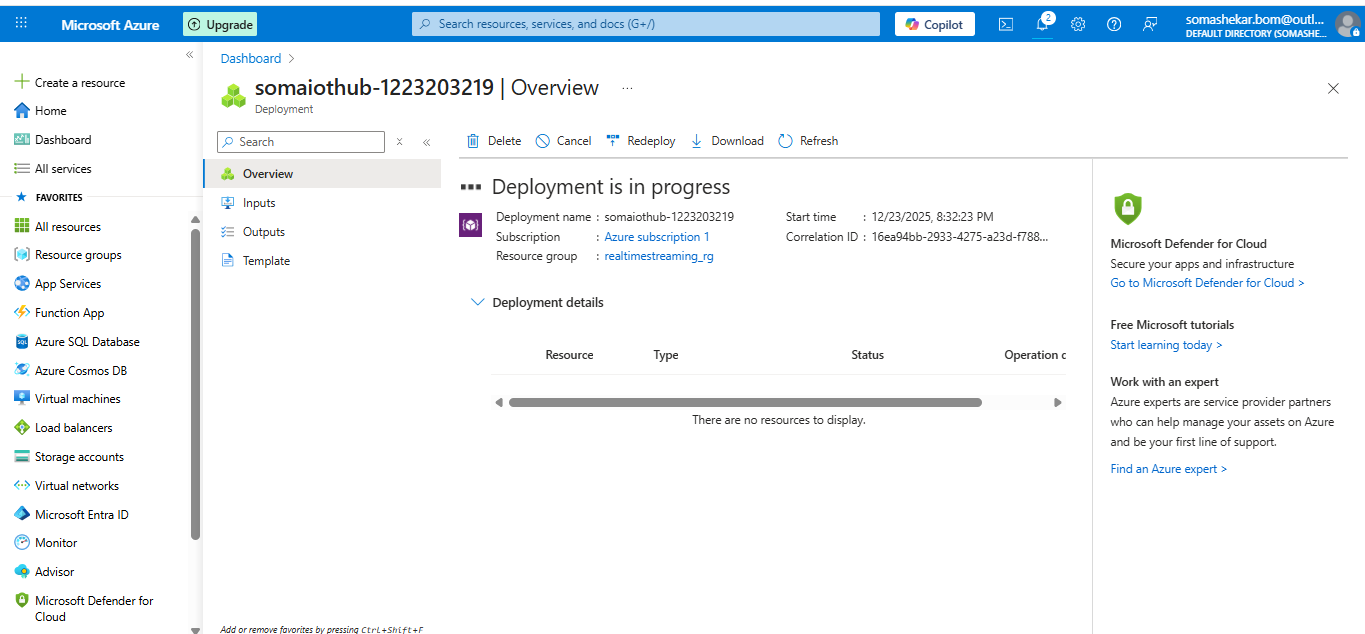 Microsoft Azure
Upgrade
Search resources, services, and docs (G+/)
Copilot
2
somashekar.bom@outl...
DEFAULT DIRECTORY (SOMASHE...
«
Create a resource
Home
Dashboard
All services
FAVORITES
All resources
Resource groups
App Services
Function App
Azure SQL Database
Azure Cosmos DB
Virtual machines
Load balancers
Storage accounts
Virtual networks
Microsoft Entra ID
Monitor
Advisor
Microsoft Defender for
Cloud
Dashboard >
somaiothub-1223203219 | Overview ...
Deployment
Search
«
Overview
Inputs
Outputs
Template
Add or remove favorites by pressing Ctrl+Shift+F
Delete Cancel Redeploy Download Refresh
Deployment is in progress
Deployment name : somaiothub-1223203219
Subscription : Azure subscription 1
Resource group : realtimestreaming_rg
Start time : 12/23/2025, 8:32:23 PM
Correlation ID : 16ea94bb-2933-4275-a23d-f788...
Deployment details
Resource Type Status Operation
There are no resources to display.
Microsoft Defender for Cloud
Secure your apps and infrastructure
Go to Microsoft Defender for Cloud >
Free Microsoft tutorials
Start learning today >
Work with an expert
Azure experts are service provider partners
who can help manage your assets on Azure
and be your first line of support.
Find an Azure expert >